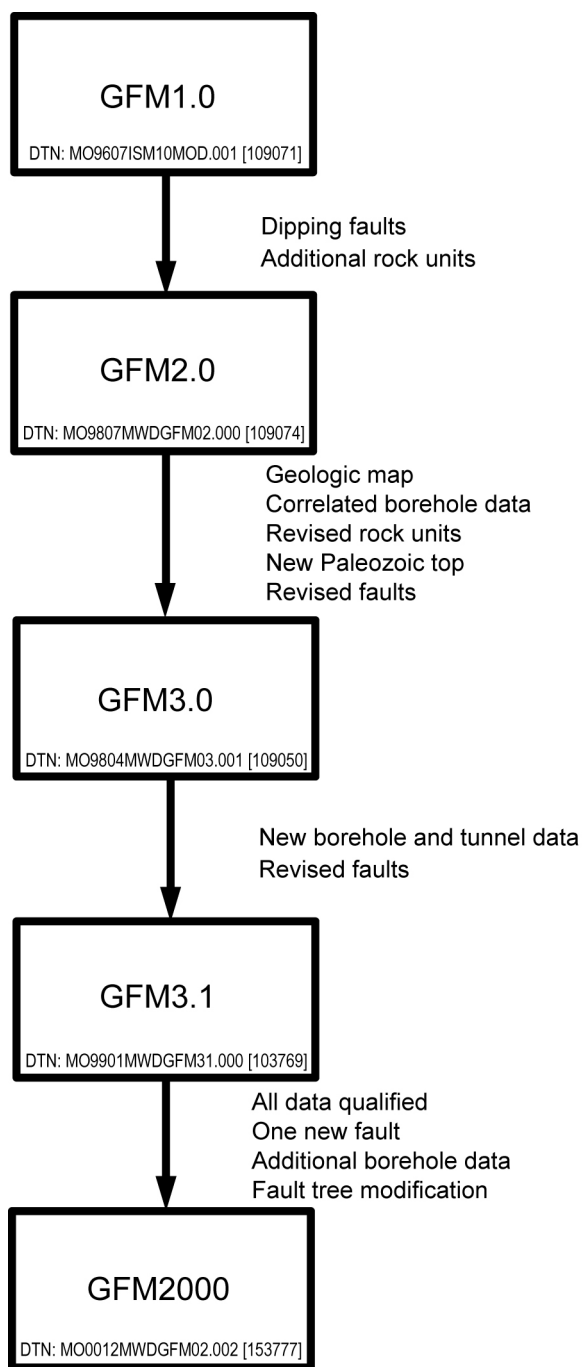 GFM1.0
DTN: MO9607ISM10MOD.001 [109071]
Dipping faults
Additional rock units
GFM2.0
DTN: MO9807MWDGFM02.000 [109074]
Geologic map
Correlated borehole data
Revised rock units
New Paleozoic top
Revised faults
GFM3.0
DTN: MO9804MWDGFM03.001 [109050]
New borehole and tunnel data
Revised faults
GFM3.1
DTN: MO9901MWDGFM31.000 [103769]
All data qualified
One new fault
Additional borehole data
Fault tree modification
GFM2000
DTN: MO0012MWDGFM02.002 [153777]